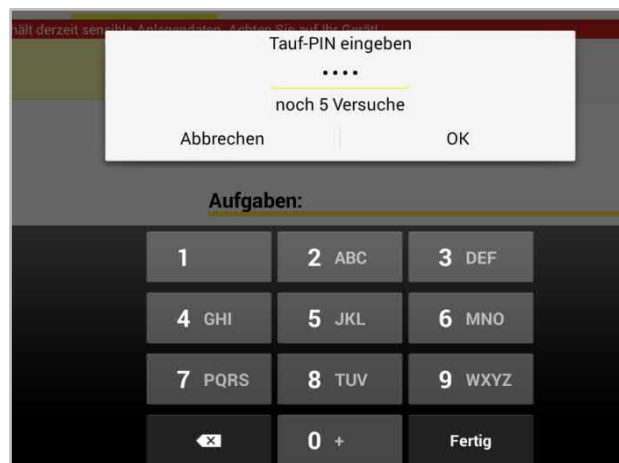 hält derzeit sensible Anlagendaten. Achten Sie auf Ihr Gerät!
Tauf-PIN eingeben
••••
noch 5 Versuche
Abbrechen
OK
Aufgaben:
1
2 ABC
3 DEF
4 GHI
5 JKL
6 MNO
7 PQRS
8 TUV
9 WXYZ
0 +
Fertig